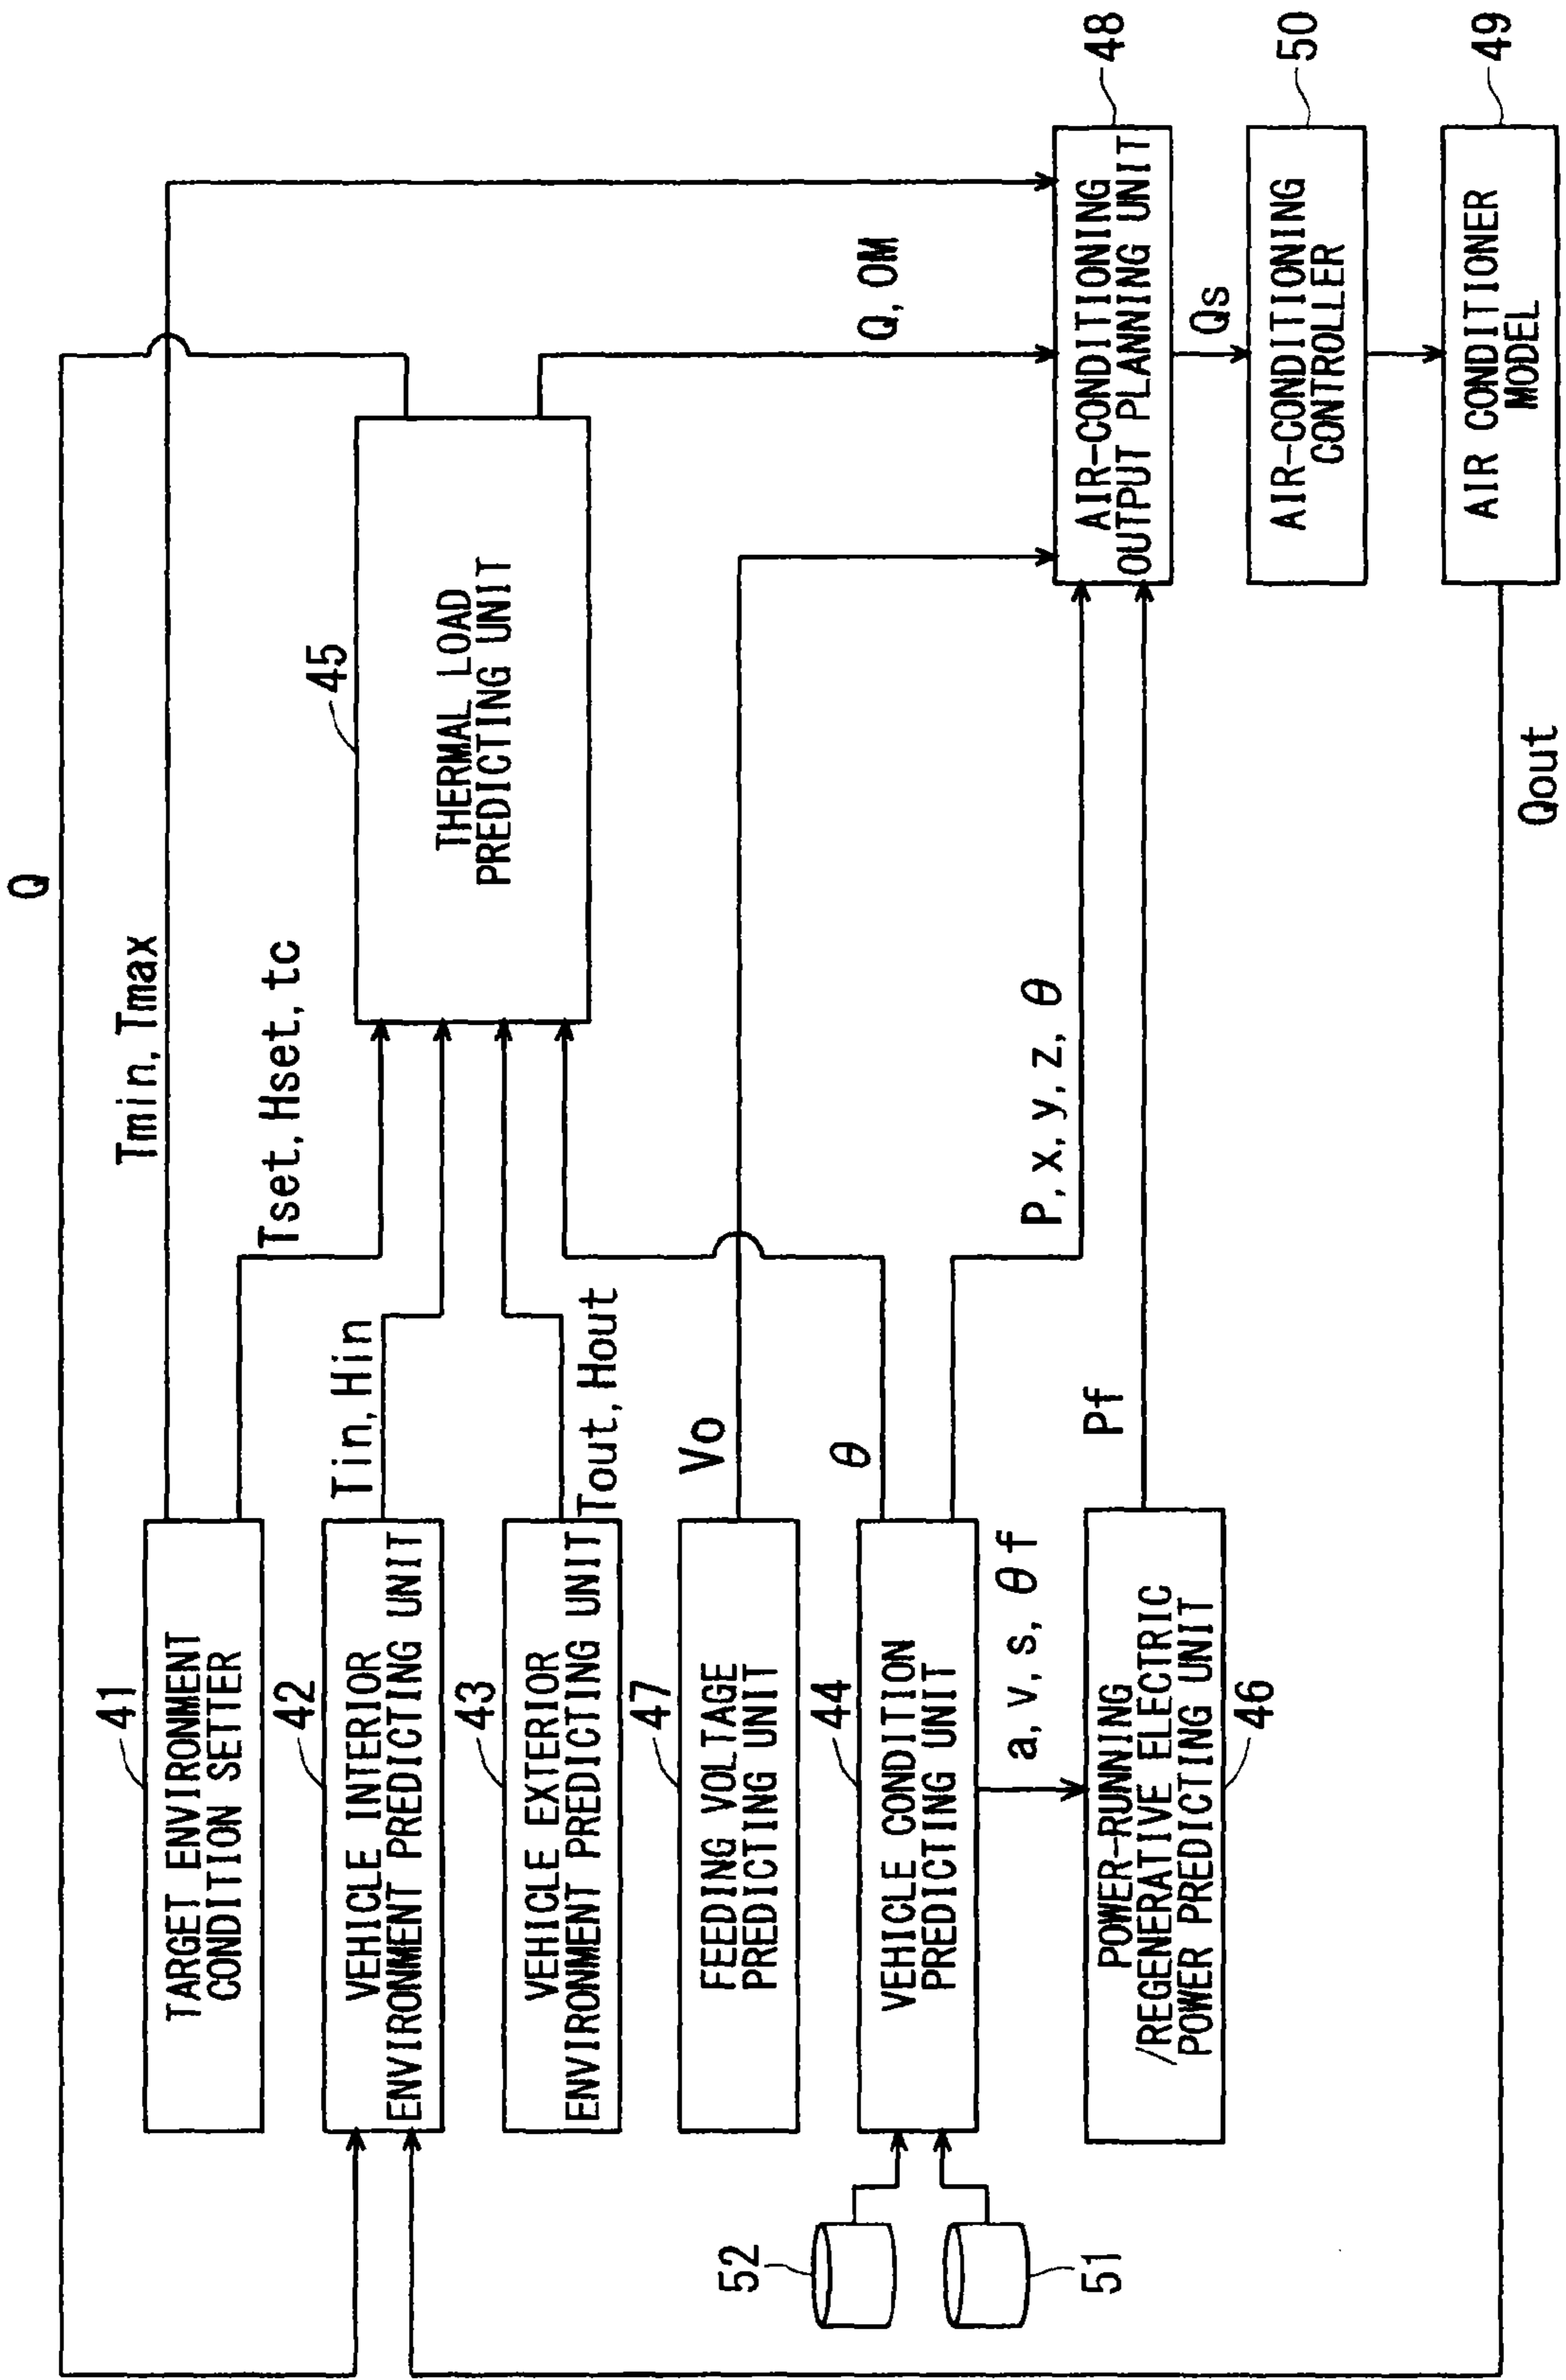 Q
Tmin, Tmax
Tset, Hset, tc
41
TARGET ENVIRONMENT
CONDITION SETTER
42
VEHICLE INTERIOR
ENVIRONMENT PREDICTING UNIT
Tin, Hin
43
VEHICLE EXTERIOR
ENVIRONMENT PREDICTING UNIT
Tout, Hout
45
THERMAL LOAD
PREDICTING UNIT
Q, OM
47
FEEDING VOLTAGE
PREDICTING UNIT
Vo
44
VEHICLE CONDITION
PREDICTING UNIT
θ
P, x, y, z, θ
a, v, s, θf
52
51
POWER-RUNNING
/REGENERATIVE ELECTRIC
POWER PREDICTING UNIT
46
Pf
AIR-CONDITIONING
OUTPUT PLANNING UNIT
48
Qs
AIR-CONDITIONING
CONTROLLER
50
AIR CONDITIONER
MODEL
49
Qout